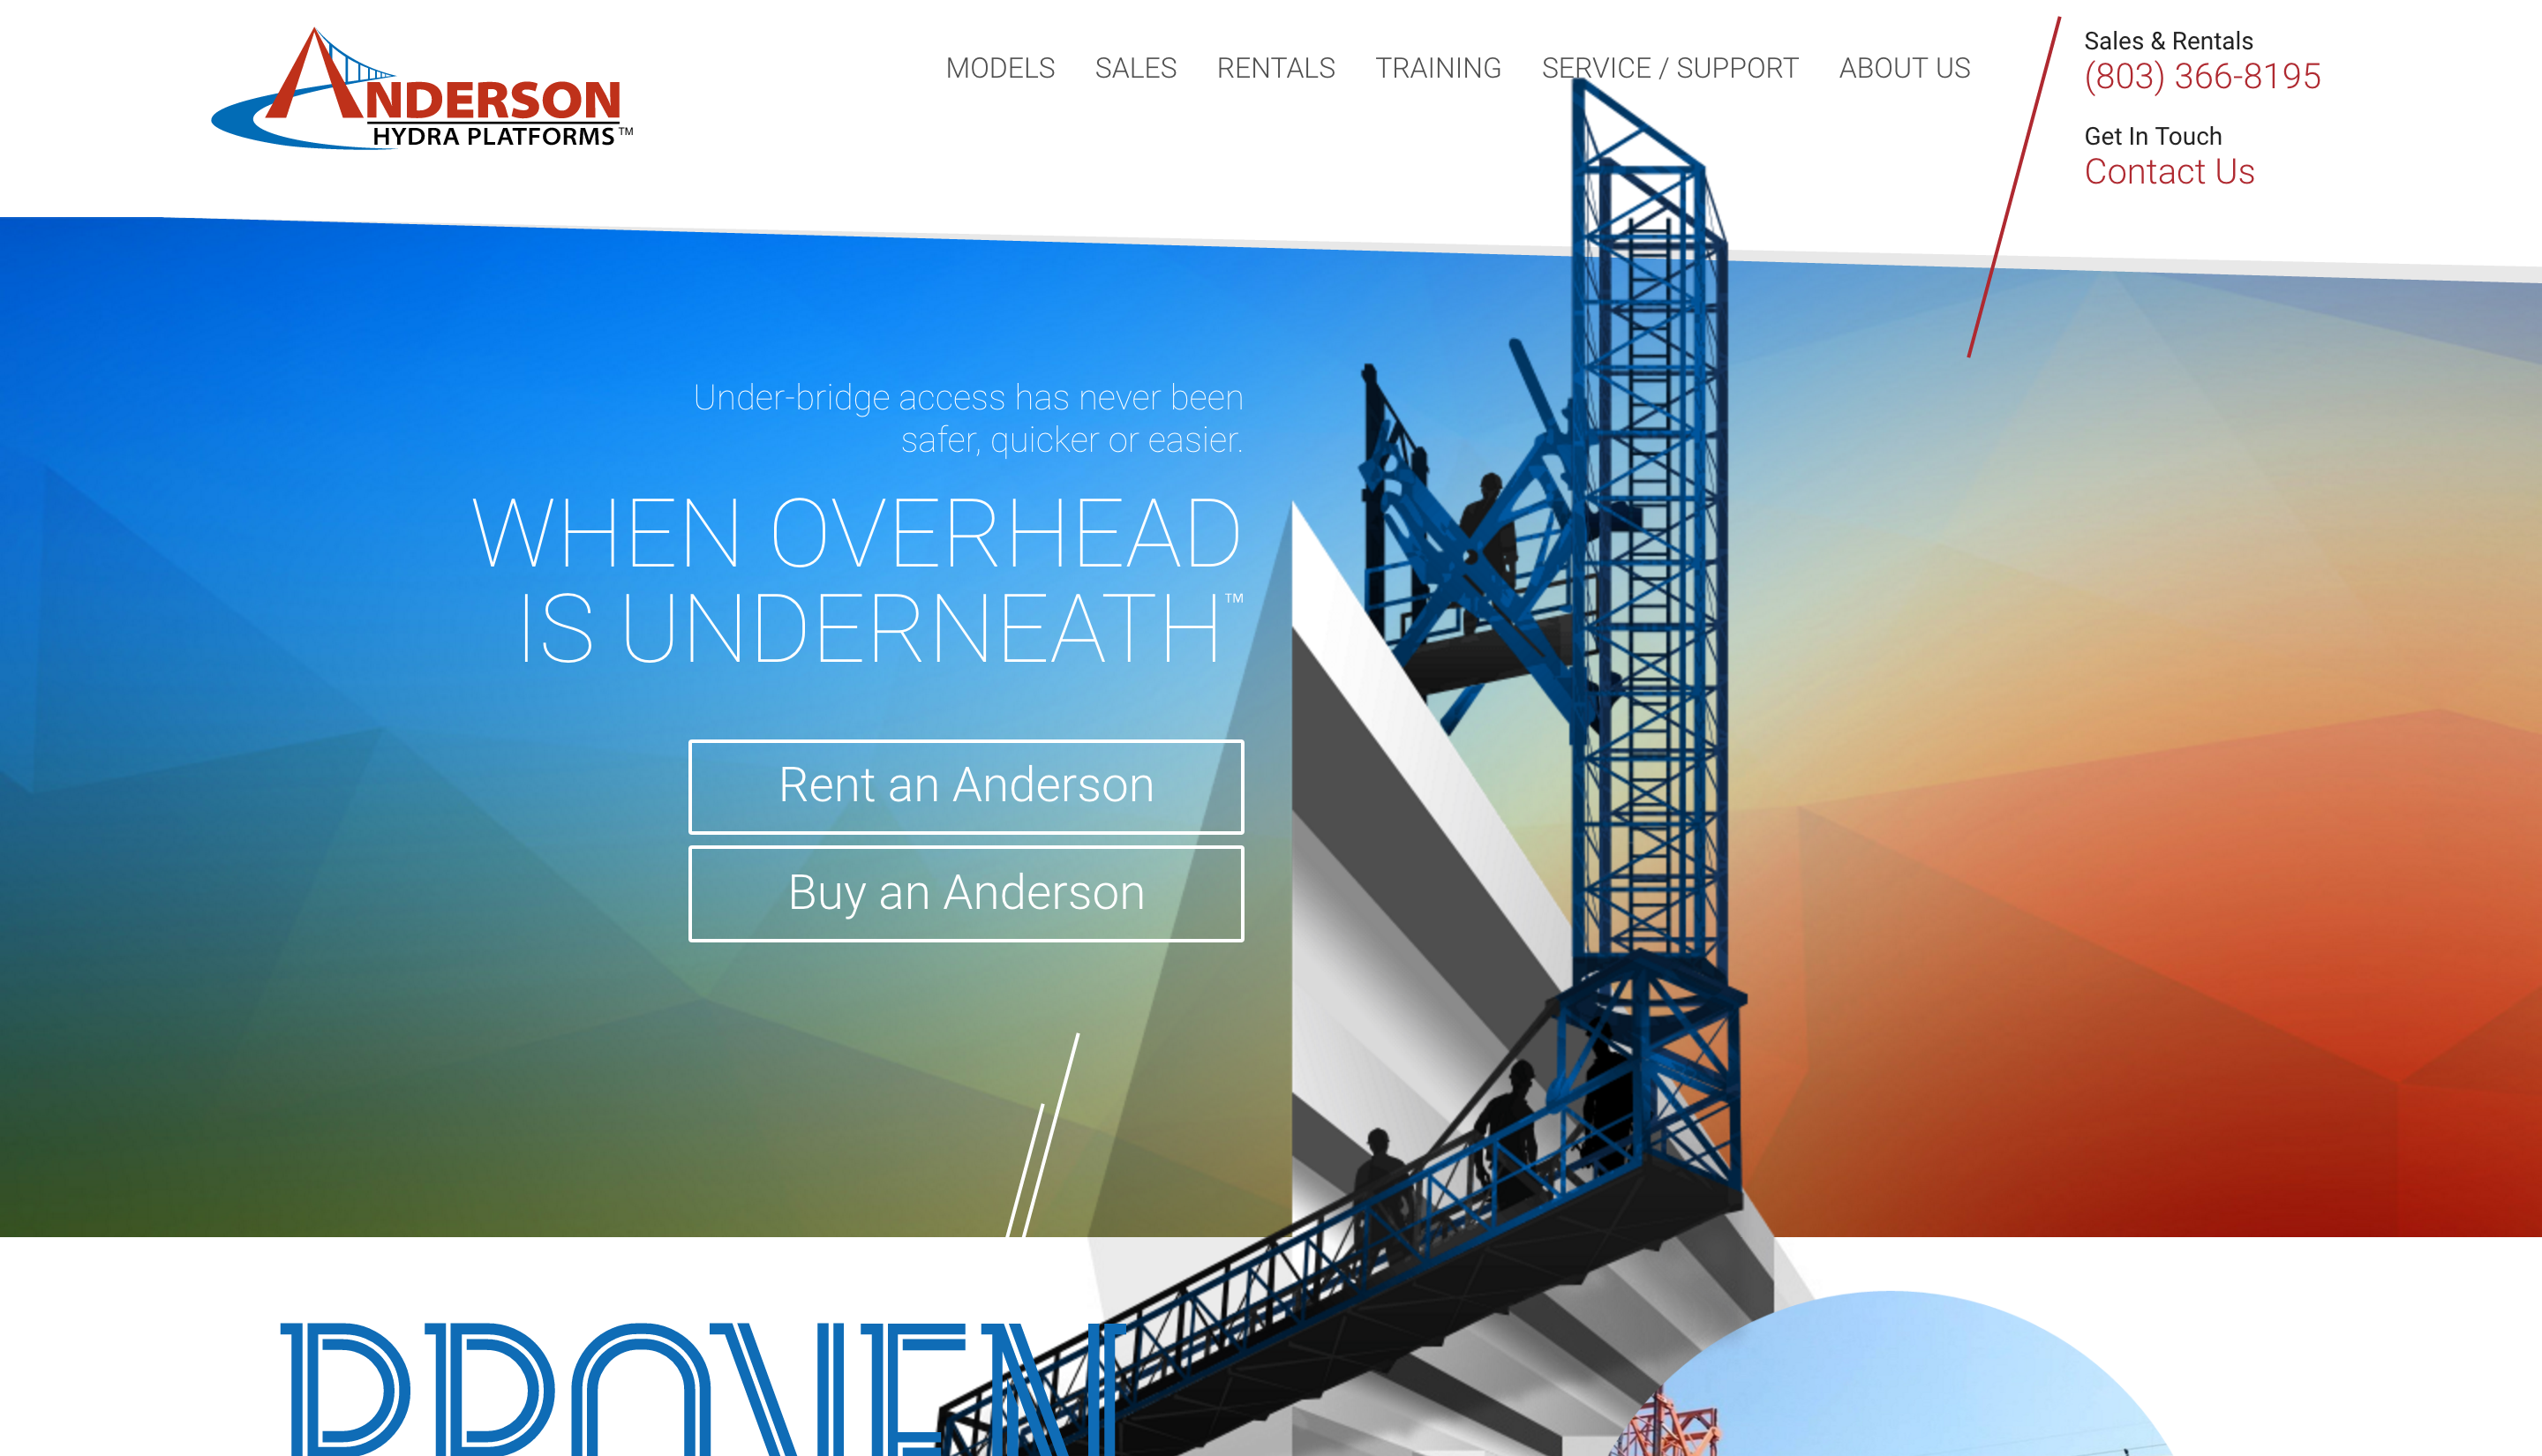 ANDERSON
HYDRA PLATFORMS™
MODELS SALES RENTALS TRAINING SERVICE / SUPPORT ABOUT US
Sales & Rentals
(803) 366-8195
Get In Touch
Contact Us
Under-bridge access has never been
safer, quicker or easier.
WHEN OVERHEAD
IS UNDERNEATH™
Rent an Anderson
Buy an Anderson
PROVEN